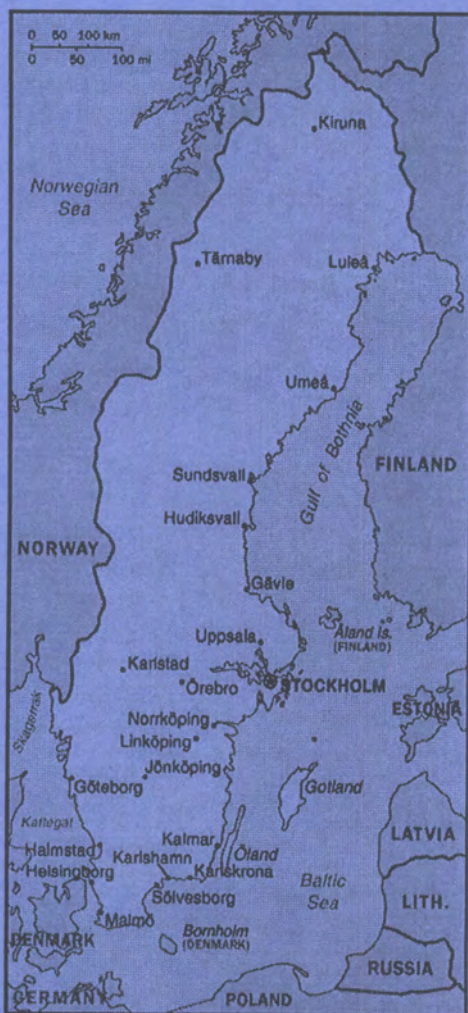 0 50 100 km
0 50 100 mi
Kiruna
Norwegian
Sea
Tärnaby
Luleå
Umeå
Gulf of Bothnia
Sundsvall
FINLAND
Hudiksvall
NORWAY
Gävle
Uppsala
Åland Is.
(FINLAND)
Karlstad
Örebro
STOCKHOLM
ESTONIA
Skagerrak
Norrköping
Linköping
Jönköping
Göteborg
Gotland
Kattegat
LATVIA
Halmstad
Kalmar
Öland
Karlshamn
Helsingborg
Karlskrona
Baltic
Sea
Sölvesborg
LITH.
Malmö
Bornholm
(DENMARK)
DENMARK
RUSSIA
GERMANY
POLAND